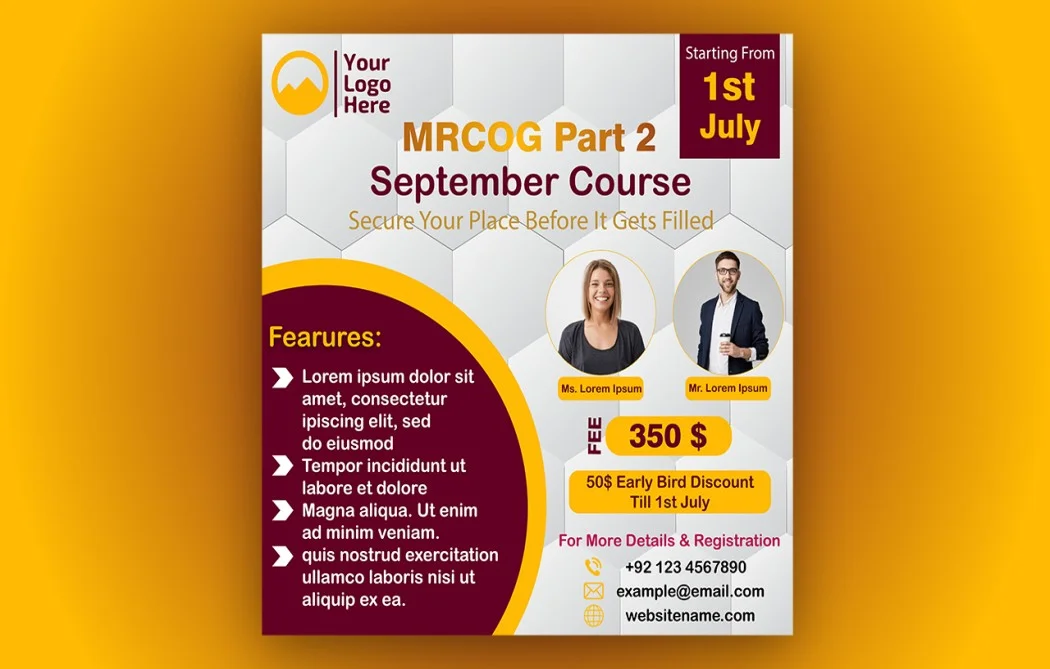 Your
Logo
Here
Starting From
1st
July
MRCOG Part 2
September Course
Secure Your Place Before It Gets Filled
Fearures:
Lorem ipsum dolor sit
amet, consectetur
ipiscing elit, sed
do eiusmod
Tempor incididunt ut
labore et dolore
Magna aliqua. Ut enim
ad minim veniam.
quis nostrud exercitation
ullamco laboris nisi ut
aliquip ex ea.
Ms. Lorem Ipsum
Mr. Lorem Ipsum
FEE
350 $
50$ Early Bird Discount
Till 1st July
For More Details & Registration
+92 123 4567890
example@email.com
websitename.com